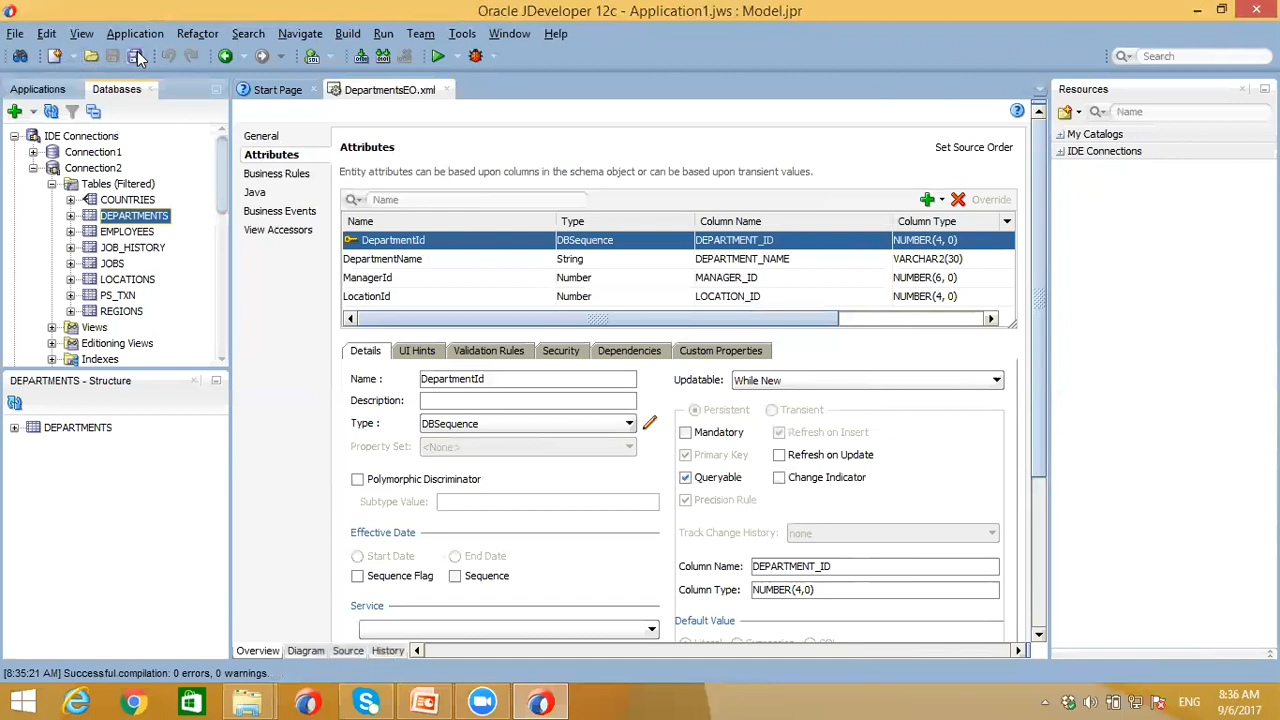 Oracle JDeveloper 12c - Application1.jws : Model.jpr
File Edit View Application Refactor Search Navigate Build Run Team Tools Window Help
Search
Applications Databases
Start Page DepartmentsEO.xml
Resources
Name
My Catalogs
IDE Connections
IDE Connections
Connection1
Connection2
Tables (Filtered)
COUNTRIES
DEPARTMENTS
EMPLOYEES
JOB_HISTORY
JOBS
LOCATIONS
PS_TXN
REGIONS
Views
Editioning Views
Indexes
DEPARTMENTS - Structure
DEPARTMENTS
General
Attributes
Business Rules
Java
Business Events
View Accessors
Attributes
Set Source Order
Entity attributes can be based upon columns in the schema object or can be based upon transient values.
Name
Override
Name Type Column Name Column Type
DepartmentId DBSequence DEPARTMENT_ID NUMBER(4, 0)
DepartmentName String DEPARTMENT_NAME VARCHAR2(30)
ManagerId Number MANAGER_ID NUMBER(6, 0)
LocationId Number LOCATION_ID NUMBER(4, 0)
Details UI Hints Validation Rules Security Dependencies Custom Properties
Name : DepartmentId
Description:
Type : DBSequence
Property Set: <None>
Polymorphic Discriminator
Subtype Value:
Effective Date
Start Date End Date
Sequence Flag Sequence
Service
Updatable: While New
Persistent Transient
Mandatory Refresh on Insert
Primary Key Refresh on Update
Queryable Change Indicator
Precision Rule
Track Change History: none
Column Name: DEPARTMENT_ID
Column Type: NUMBER(4,0)
Default Value
Overview Diagram Source History
[8:35:21 AM] Successful compilation: 0 errors, 0 warnings.
ENG
8:36 AM
9/6/2017